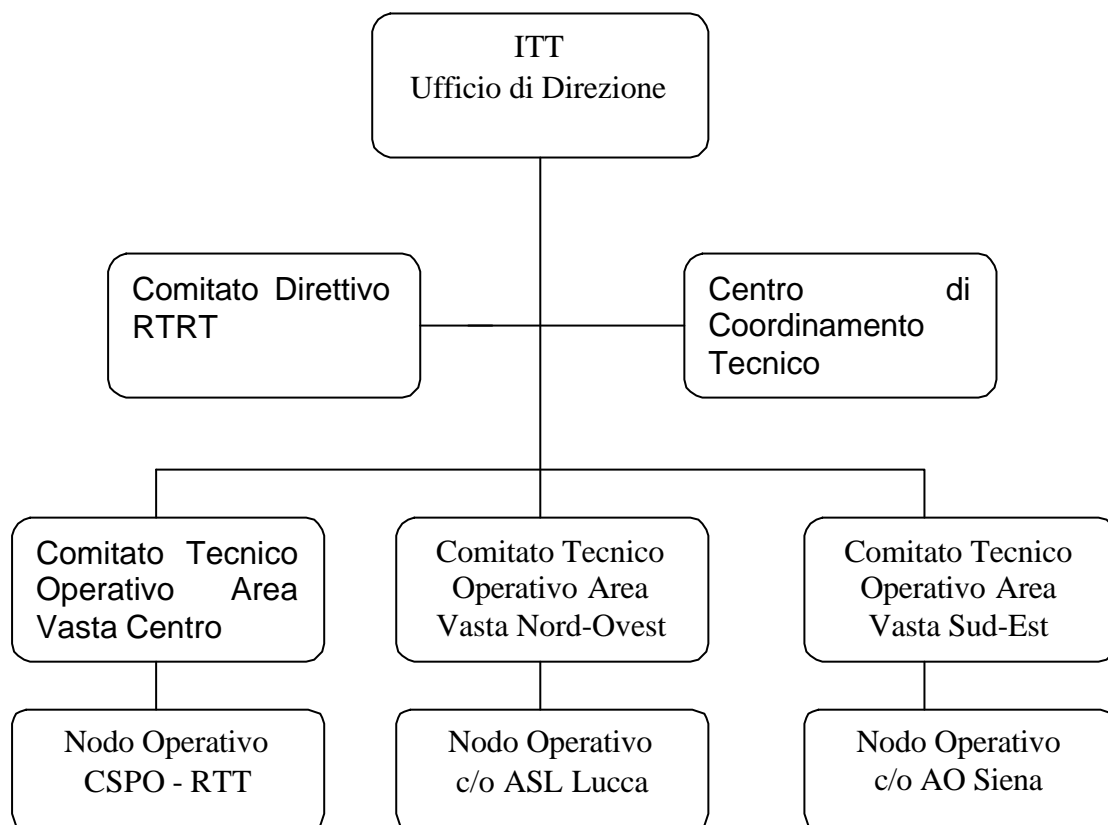 ITT
Ufficio di Direzione
Comitato Direttivo
RTRT
Centro di
Coordinamento
Tecnico
Comitato Tecnico
Operativo Area
Vasta Centro
Comitato Tecnico
Operativo Area
Vasta Nord-Ovest
Comitato Tecnico
Operativo Area
Vasta Sud-Est
Nodo Operativo
CSPO - RTT
Nodo Operativo
c/o ASL Lucca
Nodo Operativo
c/o AO Siena